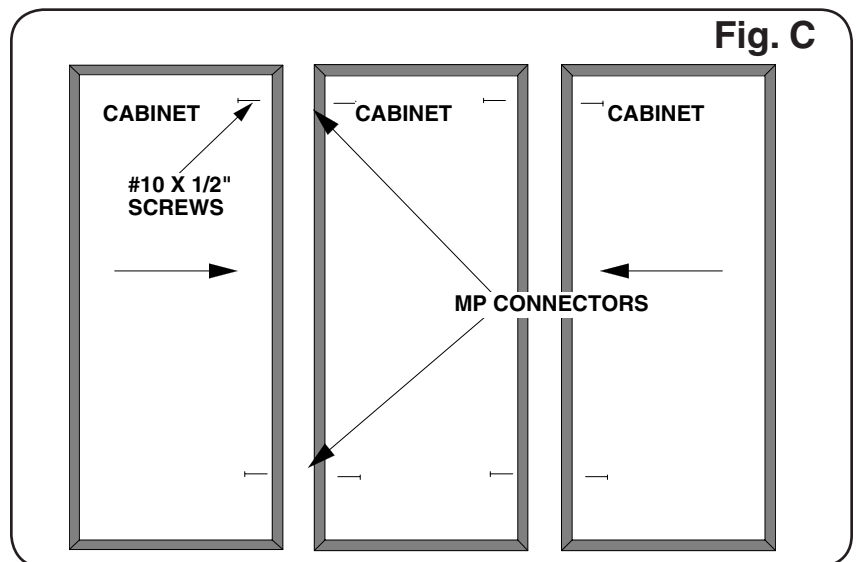 Fig. C
CABINET
CABINET
CABINET
#10 X 1/2"
SCREWS
MP CONNECTORS